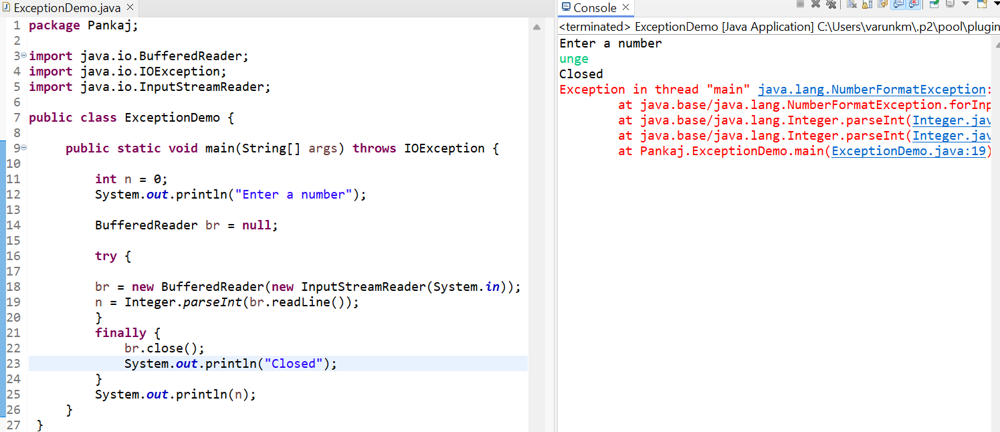 ExceptionDemo.java
1 package Pankaj;
2
3 import java.io.BufferedReader;
4 import java.io.IOException;
5 import java.io.InputStreamReader;
6
7 public class ExceptionDemo {
8
9 public static void main(String[] args) throws IOException {
10
11 int n = 0;
12 System.out.println("Enter a number");
13
14 BufferedReader br = null;
15
16 try {
17
18 br = new BufferedReader(new InputStreamReader(System.in));
19 n = Integer.parseInt(br.readLine());
20 }
21 finally {
22 br.close();
23 System.out.println("Closed");
24 }
25 System.out.println(n);
26 }
27 }
Console
<terminated> ExceptionDemo [Java Application] C:\Users\varunkm\.p2\pool\plugin
Enter a number
unge
Closed
Exception in thread "main" java.lang.NumberFormatException:
at java.base/java.lang.NumberFormatException.forInp
at java.base/java.lang.Integer.parseInt(Integer.jav
at java.base/java.lang.Integer.parseInt(Integer.jav
at Pankaj.ExceptionDemo.main(ExceptionDemo.java:19)